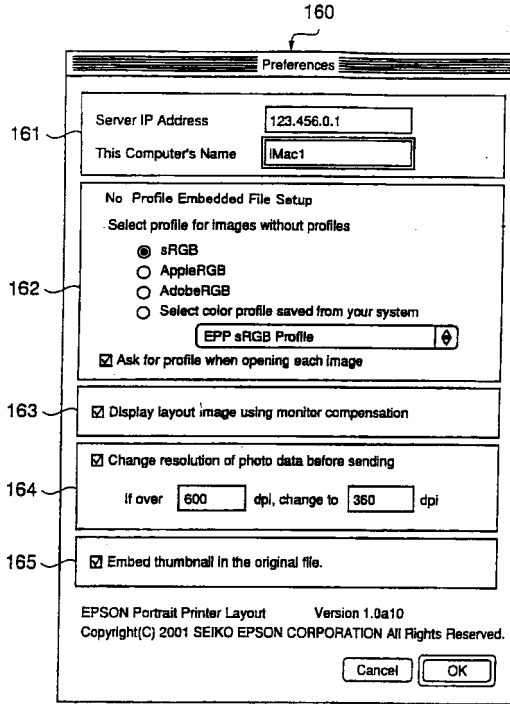 160
Preferences
161
Server IP Address 123.456.0.1
This Computer's Name iMac1
162
No Profile Embedded File Setup
Select profile for images without profiles
sRGB
AppleRGB
AdobeRGB
Select color profile saved from your system
EPP sRGB Profile
Ask for profile when opening each image
163
Display layout image using monitor compensation
164
Change resolution of photo data before sending
If over 600 dpi, change to 360 dpi
165
Embed thumbnail in the original file.
EPSON Portrait Printer Layout Version 1.0a10
Copyright(C) 2001 SEIKO EPSON CORPORATION All Rights Reserved.
Cancel OK